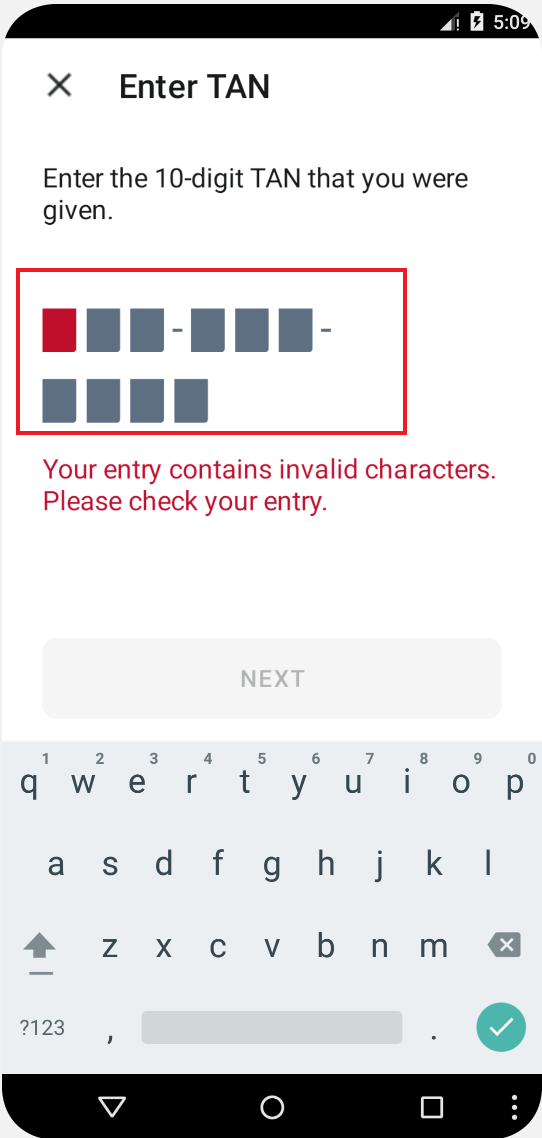 5:09
Enter TAN
Enter the 10-digit TAN that you were
given.
- -
Your entry contains invalid characters.
Please check your entry.
NEXT
1 2 3 4 5 6 7 8 9 0
q w e r t y u i o p
a s d f g h j k l
z x c v b n m
?123 , .